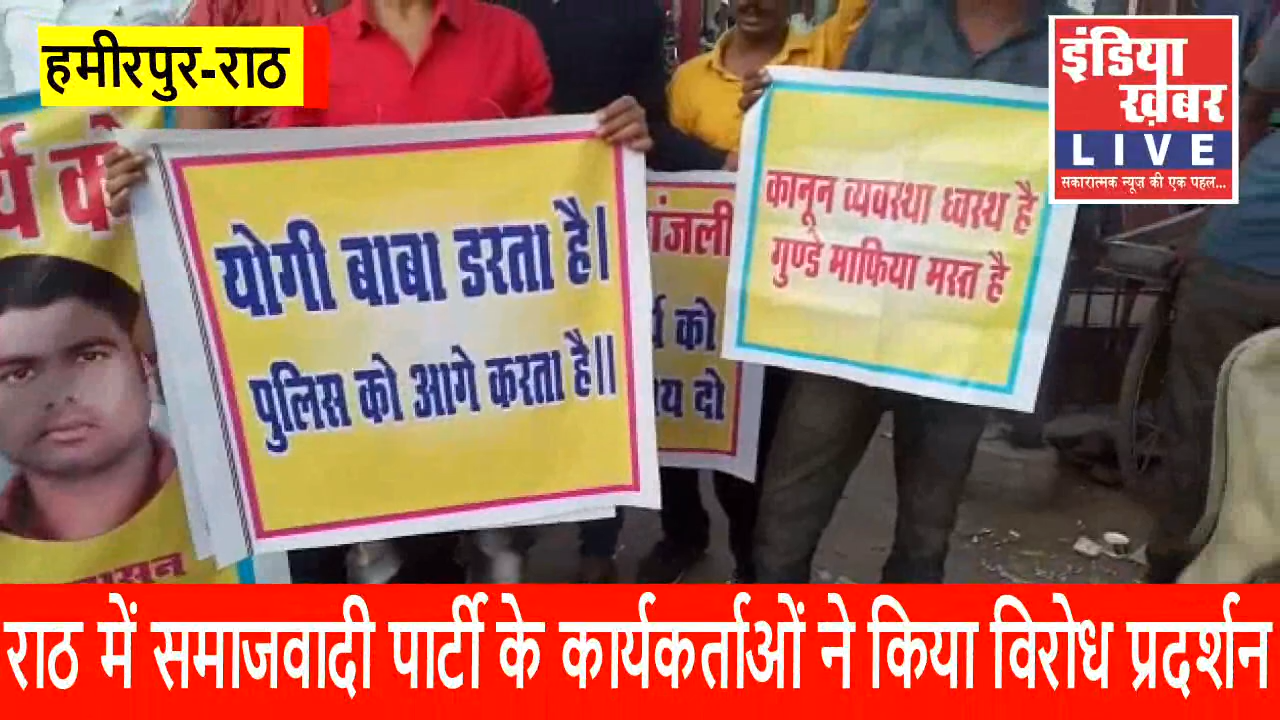 हमीरपुर-राठ
इंडिया
ख़बर
LIVE
सकारात्मक न्यूज़ की एक पहल...
योगी बाबा डरता है।
पुलिस को आगे करता है।।
कानून व्यवस्था ध्वस्थ है
गुण्डे माफिया मस्त है
को
दो
राठ में समाजवादी पार्टी के कार्यकर्ताओं ने किया विरोध प्रदर्शन